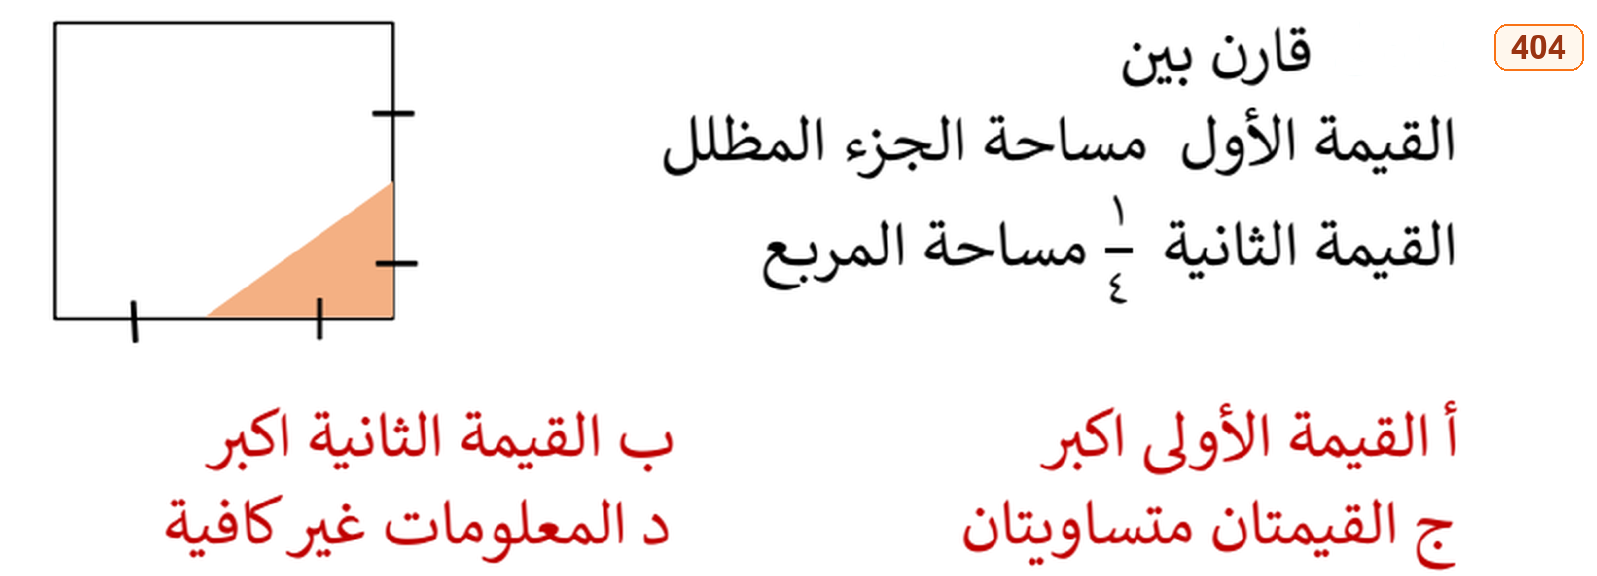 404
قارن بين
القيمة الأول مساحة الجزء المظلل
القيمة الثانية ١/٤ مساحة المربع
أ القيمة الأولى اكبر
ب القيمة الثانية اكبر
ج القيمتان متساويتان
د المعلومات غير كافية